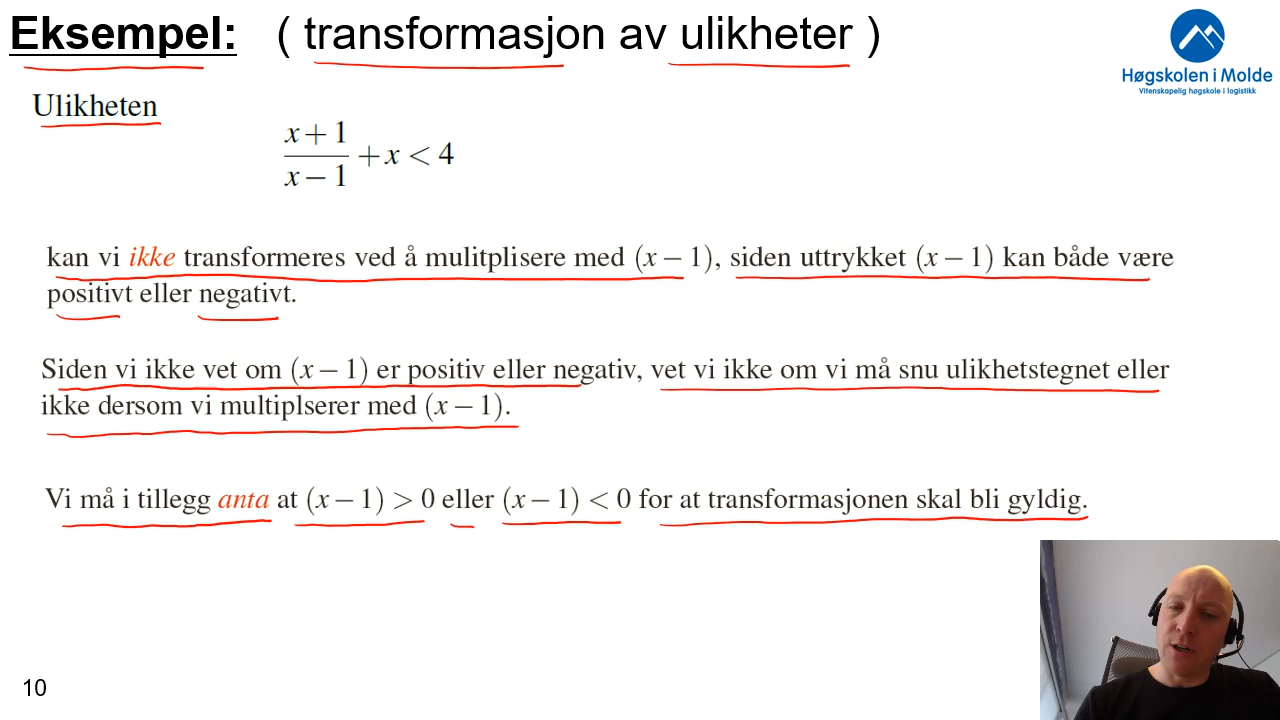 Eksempel: ( transformasjon av ulikheter )
Høgskolen i Molde
Vitenskapelig høgskole i logistikk
Ulikheten
x + 1
x − 1
+ x < 4
kan vi ikke transformeres ved å mulitplisere med (x − 1), siden uttrykket (x − 1) kan både være
positivt eller negativt.
Siden vi ikke vet om (x − 1) er positiv eller negativ, vet vi ikke om vi må snu ulikhetstegnet eller
ikke dersom vi multiplserer med (x − 1).
Vi må i tillegg anta at (x − 1) > 0 eller (x − 1) < 0 for at transformasjonen skal bli gyldig.
10